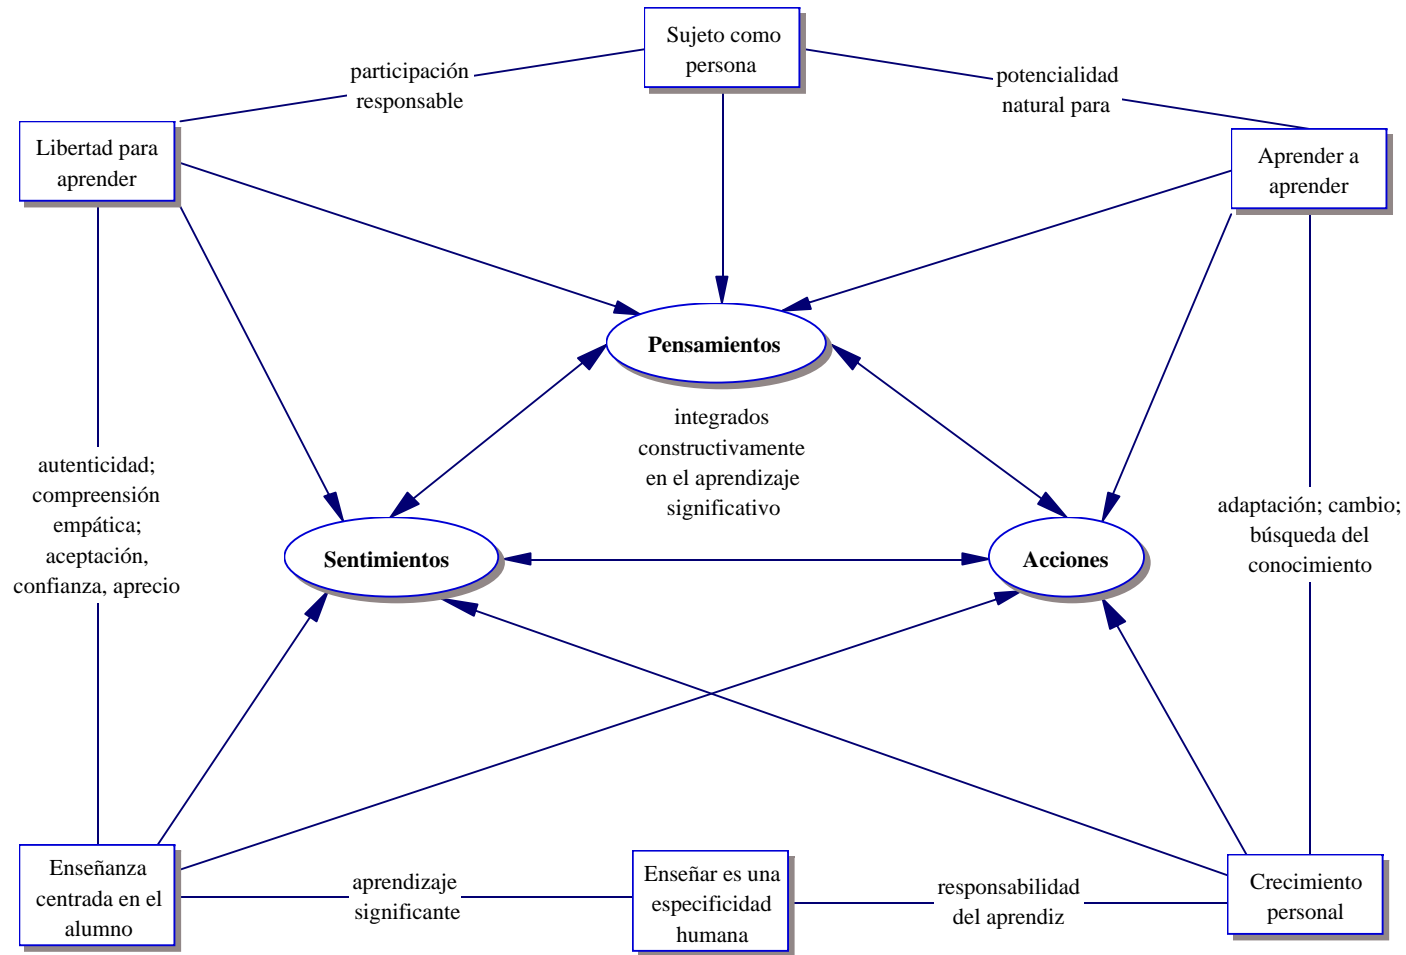 Sujeto como
persona
participación
responsable
potencialidad
natural para
Libertad para
aprender
Aprender a
aprender
Pensamientos
integrados
constructivamente
en el aprendizaje
significativo
autenticidad;
compreensión
empática;
aceptación,
confianza, aprecio
adaptación; cambio;
búsqueda del
conocimiento
Sentimientos
Acciones
Enseñanza
centrada en el
alumno
aprendizaje
significante
Enseñar es una
especificidad
humana
responsabilidad
del aprendiz
Crecimiento
personal